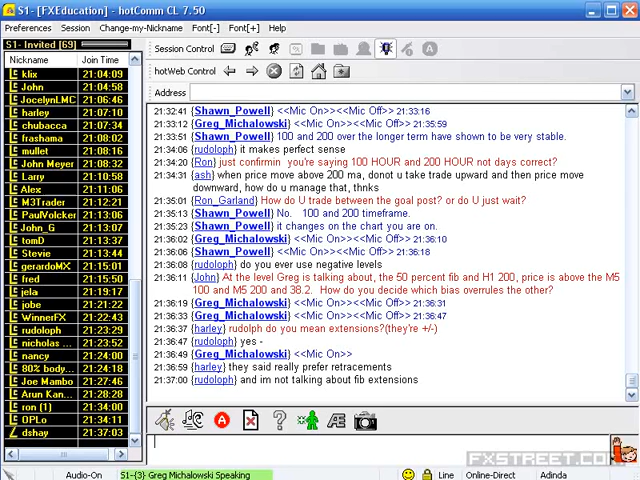 S1- [FXEducation] - hotComm CL 7.50
Preferences Session Change-my-Nickname Font[-] Font[+] Help
S1- Invited [69]
Session Control
Nickname Join Time
hotWeb Control
Address
klix 21:04:09
John 21:04:58
JocelynLMC 21:06:46
harley 21:07:10
chubacca 21:07:34
frashama 21:08:02
mullet 21:08:16
John Meyer 21:08:32
Larry 21:10:58
Alex 21:11:06
M3Trader 21:12:21
PaulVolcker 21:13:06
John_G 21:13:07
tomD 21:13:37
Stevie 21:13:44
gerardoMX 21:15:01
fred 21:15:50
jela 21:19:17
jobe 21:21:22
WinnerFX 21:22:43
rudoloph 21:23:29
nicholas ... 21:23:52
nancy 21:24:00
80% body... 21:24:18
Joe Mambo 21:27:46
Arun Kan... 21:28:28
ron (1) 21:34:00
OPLo 21:34:11
dshay 21:37:03
21:32:41 {Shawn_Powell} <<Mic On>><<Mic Off>> 21:33:16
21:33:12 {Greg_Michalowski} <<Mic On>><<Mic Off>> 21:35:59
21:33:51 {Shawn_Powell} 100 and 200 over the longer term have shown to be very stable.
21:34:06 {rudoloph} it makes perfect sense
21:34:20 {Ron} just confirmin you're saying 100 HOUR and 200 HOUR not days correct?
21:34:31 {ash} when price move above 200 ma, donot u take trade upward and then price move
downward, how do u manage that, thnks
21:35:01 {Ron_Garland} How do U trade between the goal post? or do U just wait?
21:35:13 {Shawn_Powell} No. 100 and 200 timeframe.
21:35:23 {Shawn_Powell} it changes on the chart you are on.
21:36:02 {Greg_Michalowski} <<Mic On>><<Mic Off>> 21:36:10
21:36:06 {Shawn_Powell} <<Mic On>><<Mic Off>> 21:36:18
21:36:08 {rudoloph} do you ever use negative levels
21:36:11 {John} At the level Greg is talking about, the 50 percent fib and H1 200, price is above the M5
100 and M5 200 and 38.2. How do you decide which bias overrules the other?
21:36:19 {Greg_Michalowski} <<Mic On>><<Mic Off>> 21:36:31
21:36:33 {Greg_Michalowski} <<Mic On>><<Mic Off>> 21:36:47
21:36:37 {harley} rudolph do you mean extensions?(they're +/-)
21:36:47 {rudoloph} yes -
21:36:49 {Greg_Michalowski} <<Mic On>>
21:36:59 {harley} they said really prefer retracements
21:37:00 {rudoloph} and im not talking about fib extensions
FXSTREET.COM
Audio-On S1-{3} Greg Michalowski Speaking Line Online-Direct Adinda